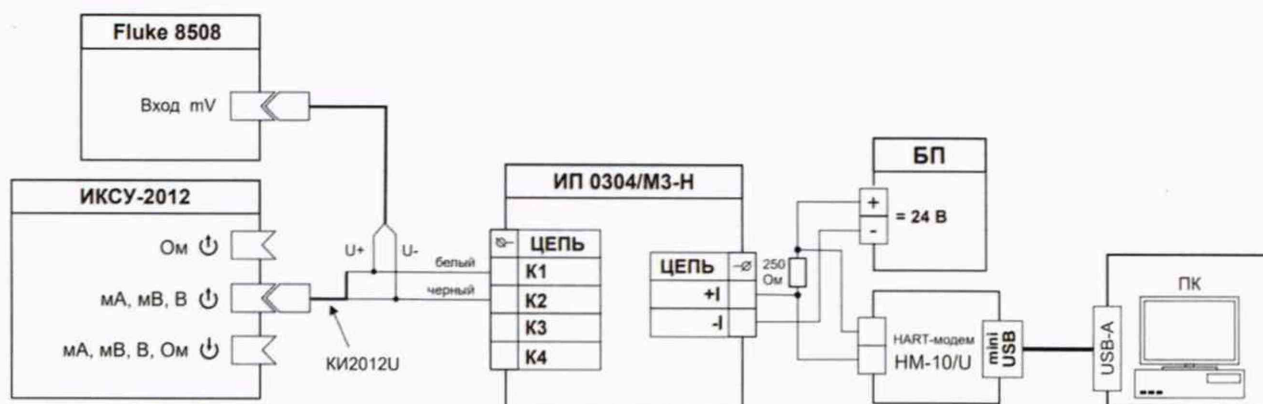 Fluke 8508
Вход mV
ИКСУ-2012
Ом
мА, мВ, В
мА, мВ, В, Ом
U+
U-
белый
черный
КИ2012U
ИП 0304/М3-Н
ЦЕПЬ
К1
К2
К3
К4
ЦЕПЬ
+I
-I
250
Ом
БП
+
-
= 24 В
HART-модем
НМ-10/U
mini
USB
USB-A
ПК